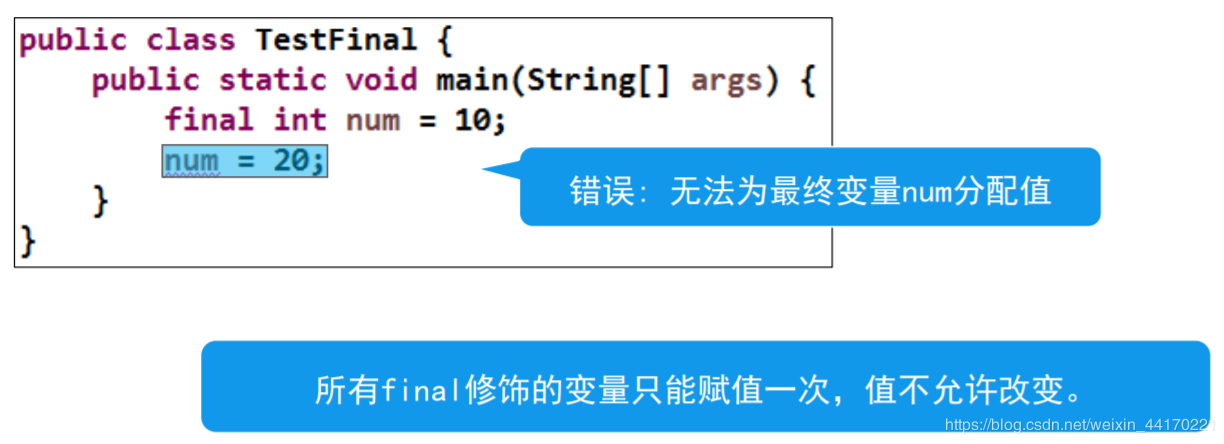 public class TestFinal {
public static void main(String[] args) {
final int num = 10;
num = 20;
}
}
错误: 无法为最终变量num分配值
所有final修饰的变量只能赋值一次，值不允许改变。
https://blog.csdn.net/weixin_4417022